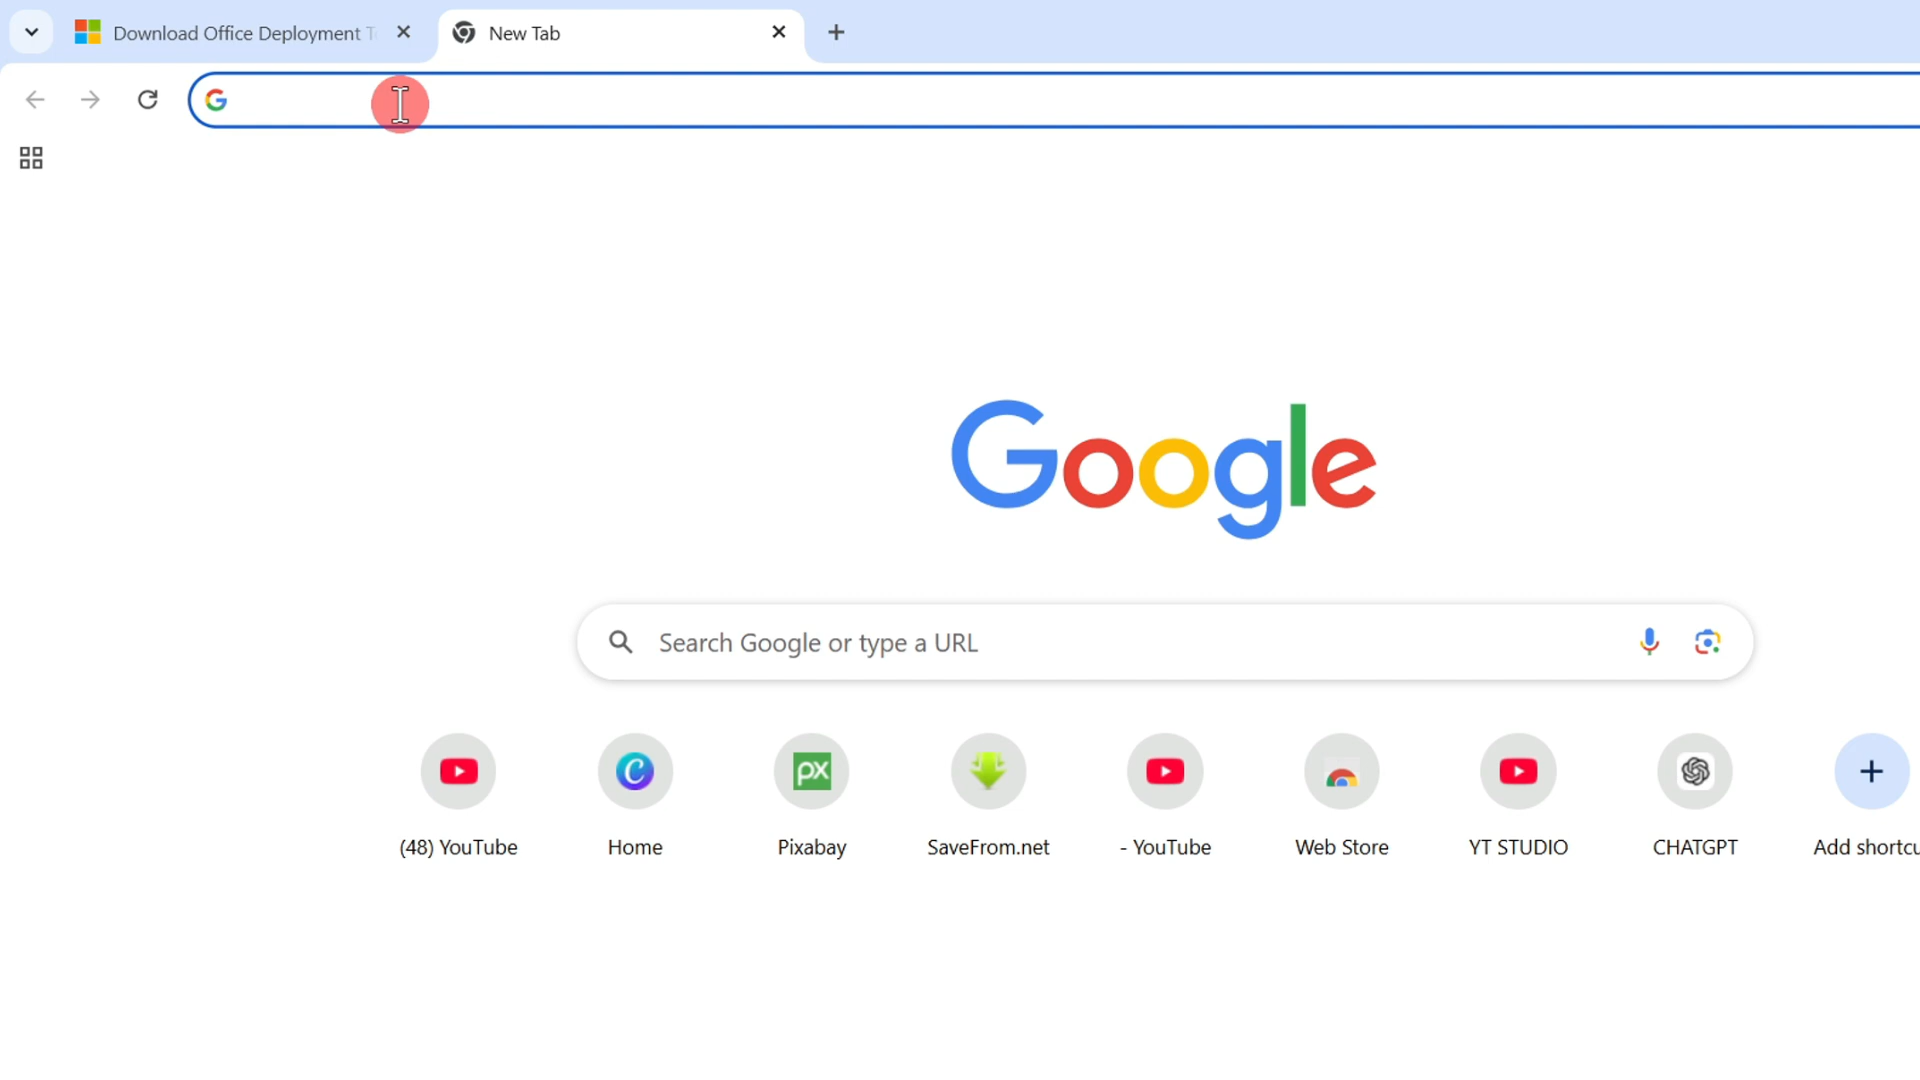 Download Office Deployment T
New Tab
Google
Search Google or type a URL
px
(48) YouTube
Home
Pixabay
SaveFrom.net
- YouTube
Web Store
YT STUDIO
CHATGPT
Add shortcu